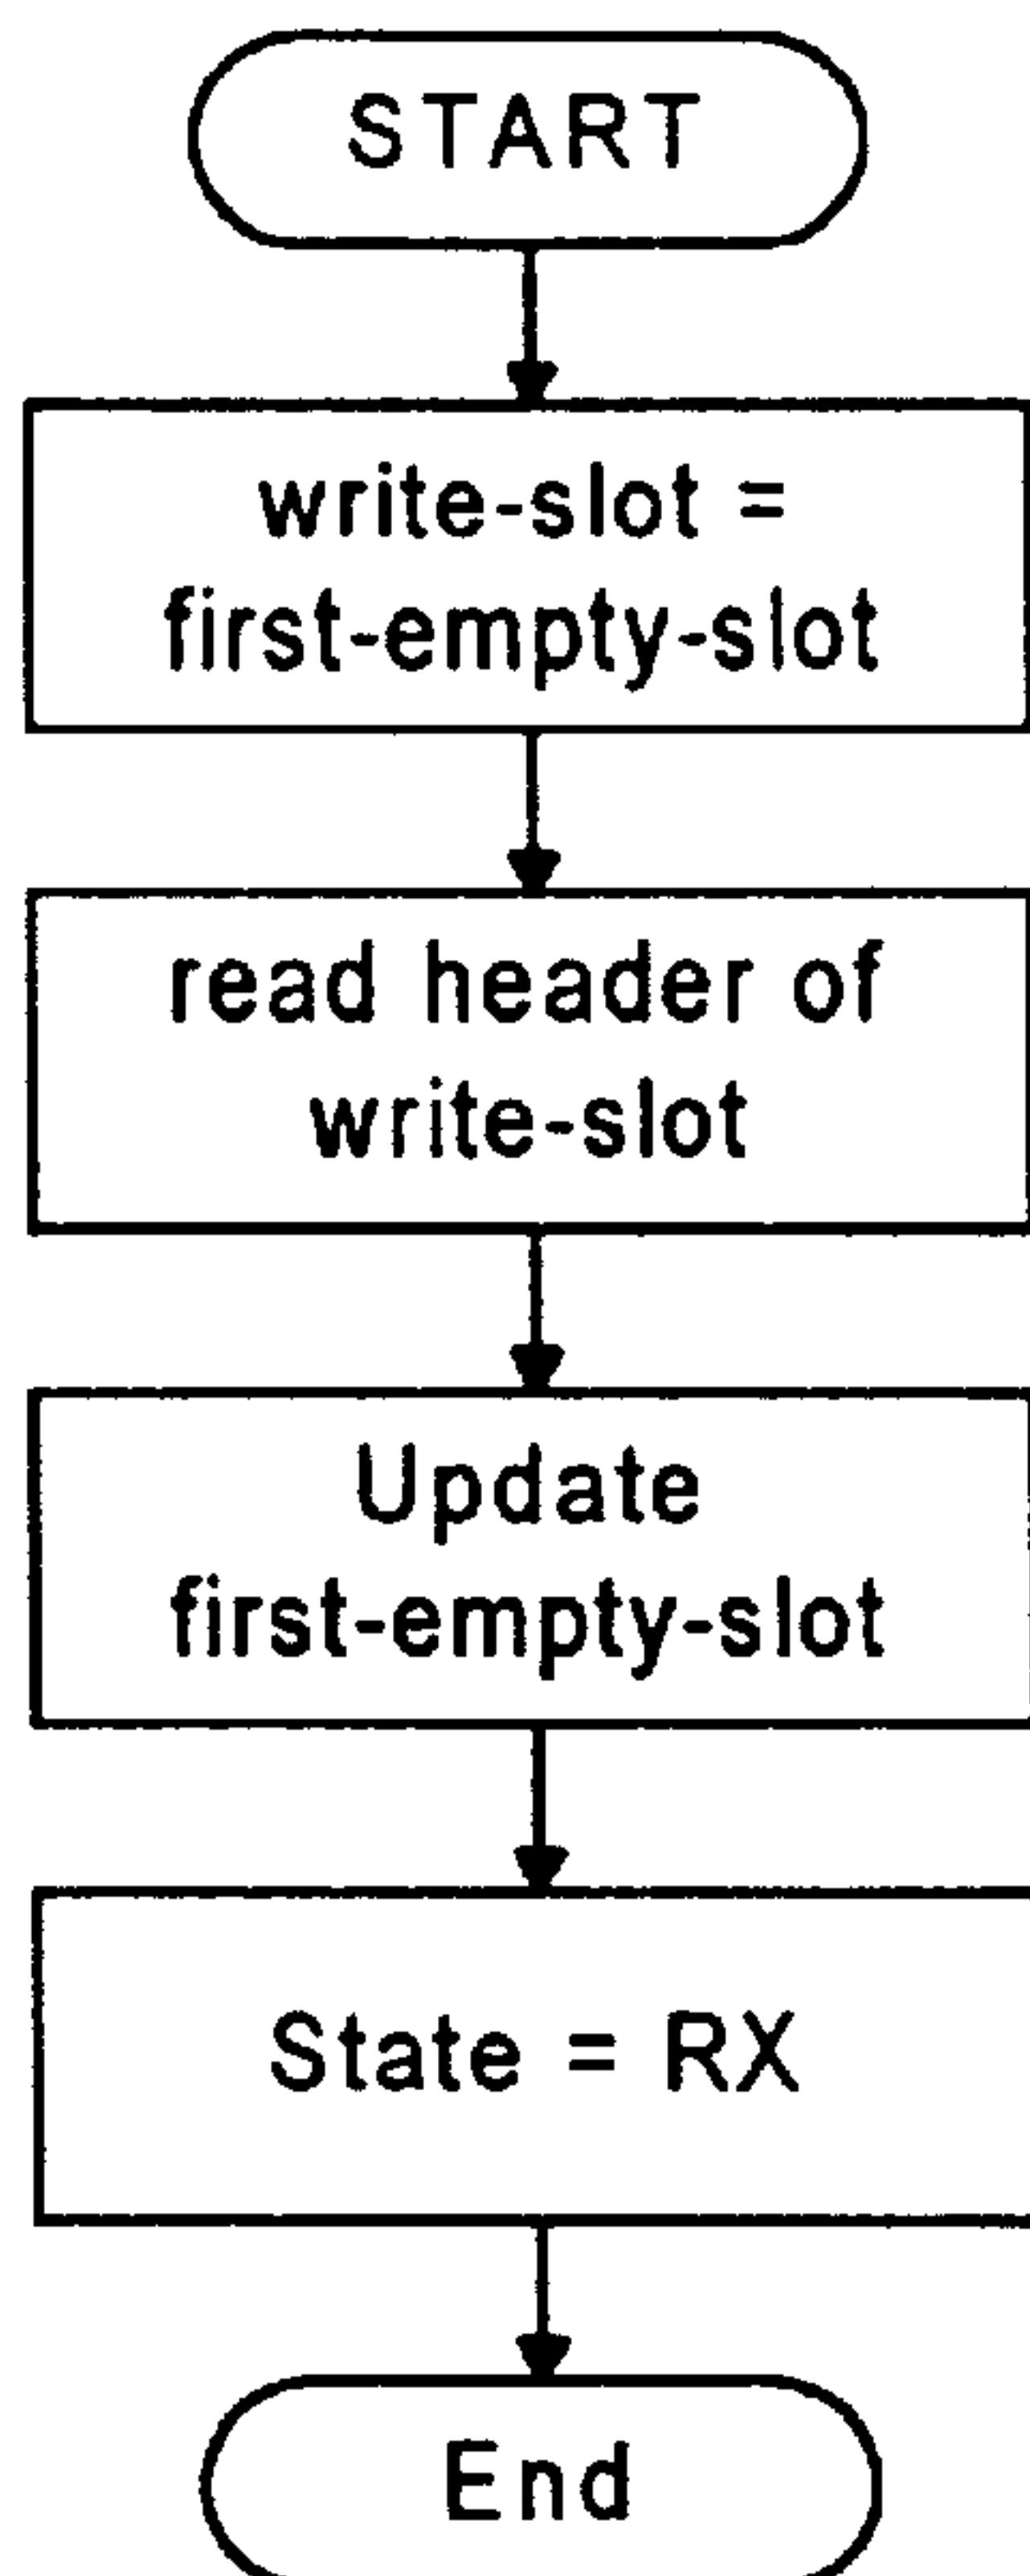 START
write-slot =
first-empty-slot
read header of
write-slot
Update
first-empty-slot
State = RX
End